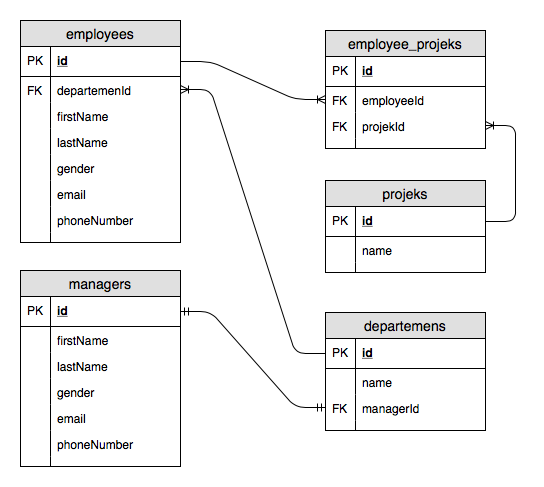 employees
PK id
FK departemenId
firstName
lastName
gender
email
phoneNumber
employee_projeks
PK id
FK employeeId
FK projekId
projeks
PK id
name
managers
PK id
firstName
lastName
gender
email
phoneNumber
departemens
PK id
name
FK managerId